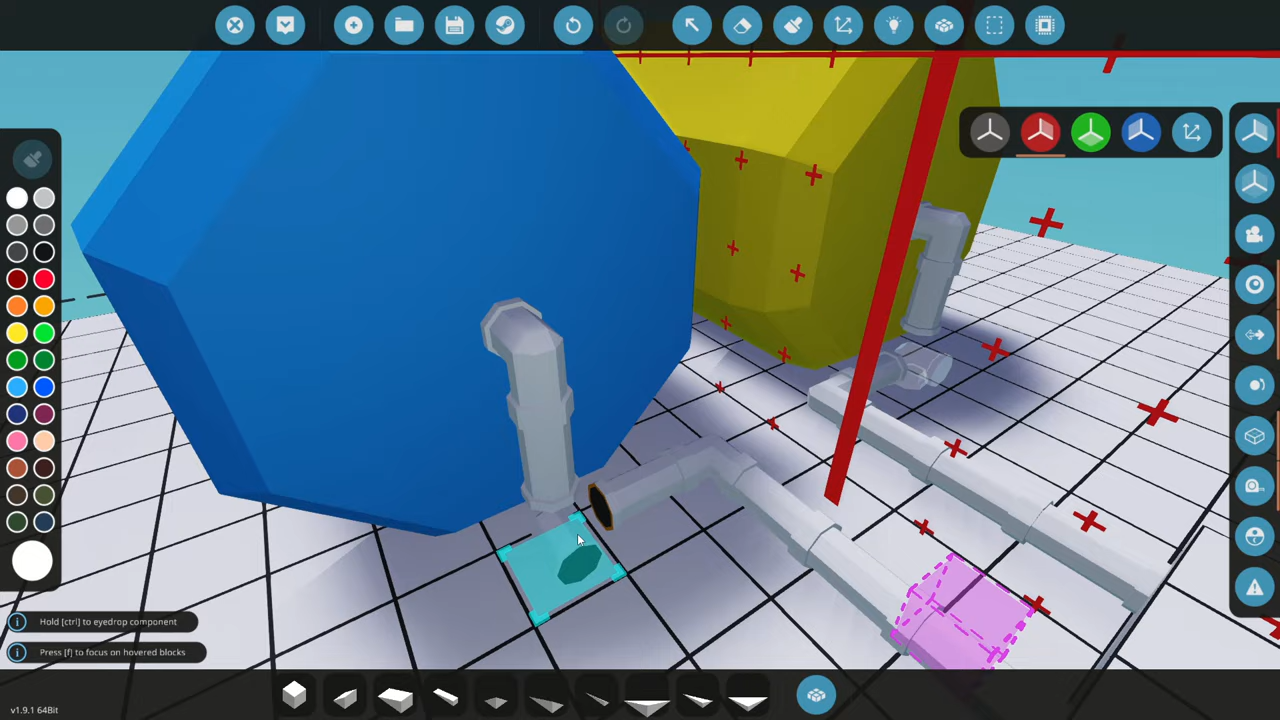 Hold [ctrl] to eyedrop component
Press [f] to focus on hovered blocks
v1.9.1 64Bit